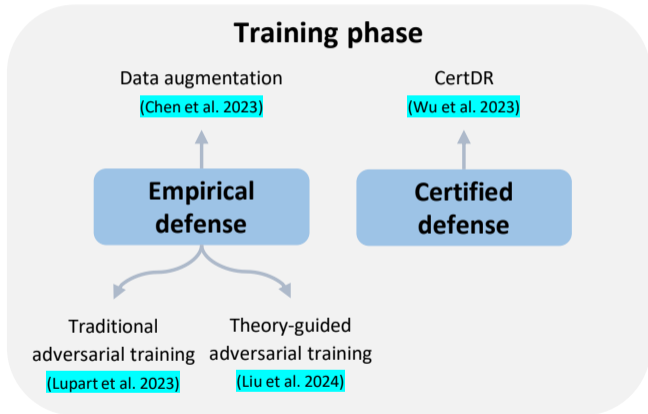 Training phase
Data augmentation
(Chen et al. 2023)
CertDR
(Wu et al. 2023)
Empirical
defense
Certified
defense
Traditional
adversarial training
(Lupart et al. 2023)
Theory-guided
adversarial training
(Liu et al. 2024)